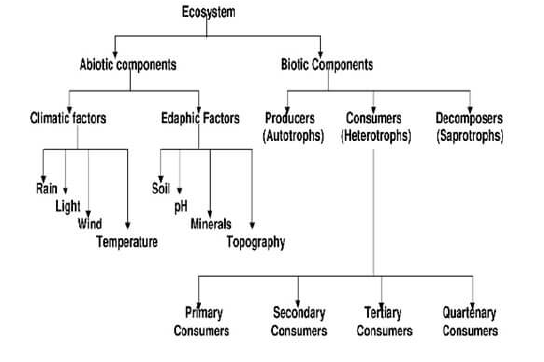 Ecosystem
Abiotic components
Biotic Components
Climatic factors
Edaphic Factors
Producers
(Autotrophs)
Consumers
(Heterotrophs)
Decomposers
(Saprotrophs)
Rain
Light
Wind
Temperature
Soil
pH
Minerals
Topography
Primary
Consumers
Secondary
Consumers
Tertiary
Consumers
Quartenary
Consumers